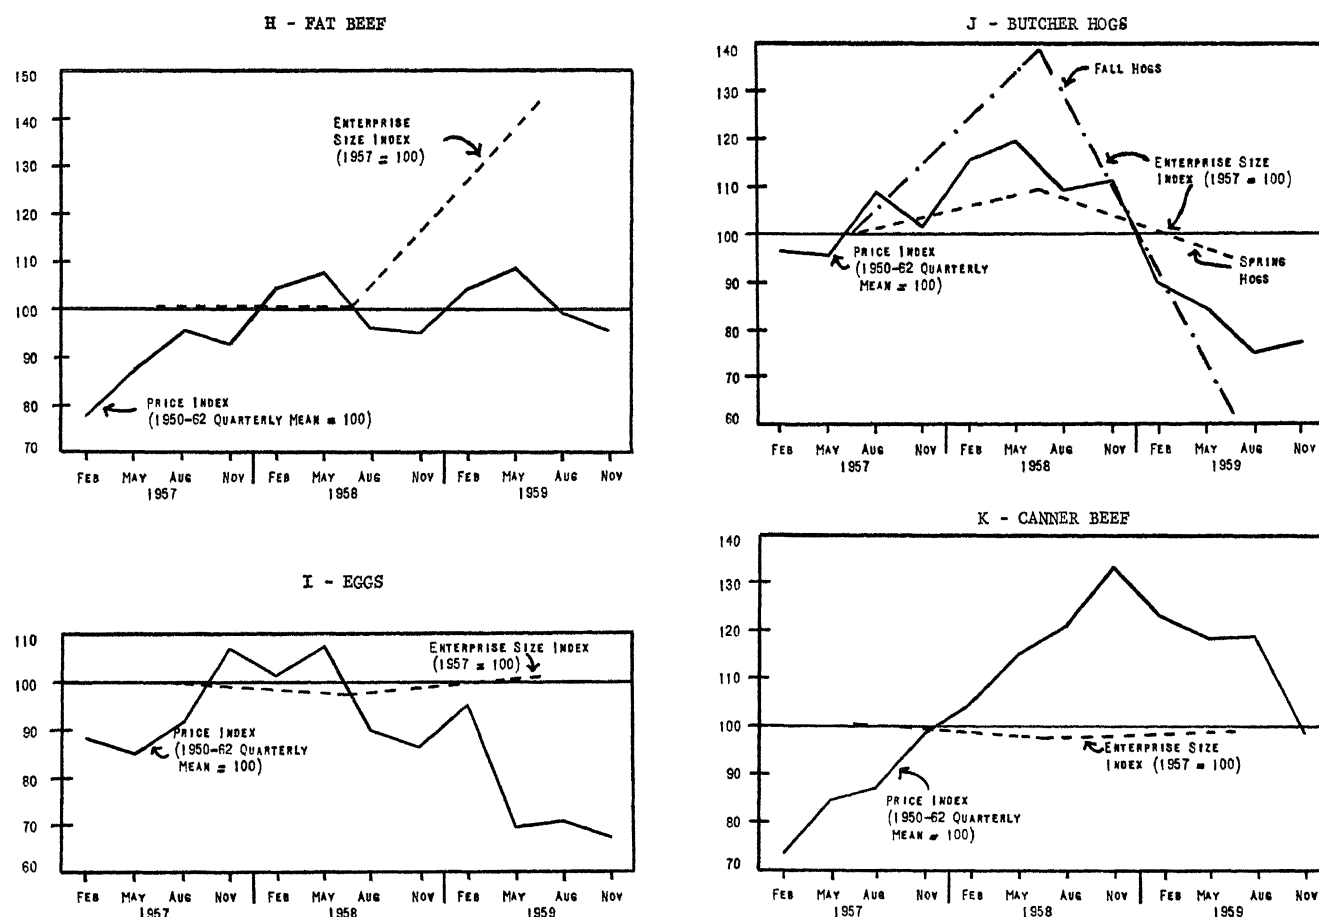 H - FAT BEEF
150
140
130
120
110
100
90
80
70
ENTERPRISE
SIZE INDEX
(1957 = 100)
PRICE INDEX
(1950-62 QUARTERLY MEAN = 100)
FEB MAY AUG NOV FEB MAY AUG NOV FEB MAY AUG NOV
1957 1958 1959
I - EGGS
110
100
90
80
70
60
ENTERPRISE SIZE INDEX
(1957 = 100)
PRICE INDEX
(1950-62 QUARTERLY
MEAN = 100)
FEB MAY AUG NOV FEB MAY AUG NOV FEB MAY AUG NOV
1957 1958 1959
J - BUTCHER HOGS
140
130
120
110
100
90
80
70
60
FALL HOGS
ENTERPRISE SIZE
INDEX (1957 = 100)
PRICE INDEX
(1950-62 QUARTERLY
MEAN = 100)
SPRING
HOGS
FEB MAY AUG NOV FEB MAY AUG NOV FEB MAY AUG NOV
1957 1958 1959
K - CANNER BEEF
140
130
120
110
100
90
80
70
ENTERPRISE SIZE
INDEX (1957 = 100)
PRICE INDEX
(1950-62 QUARTERLY
MEAN = 100)
FEB MAY AUG NOV FEB MAY AUG NOV FEB MAY AUG NOV
1957 1958 1959